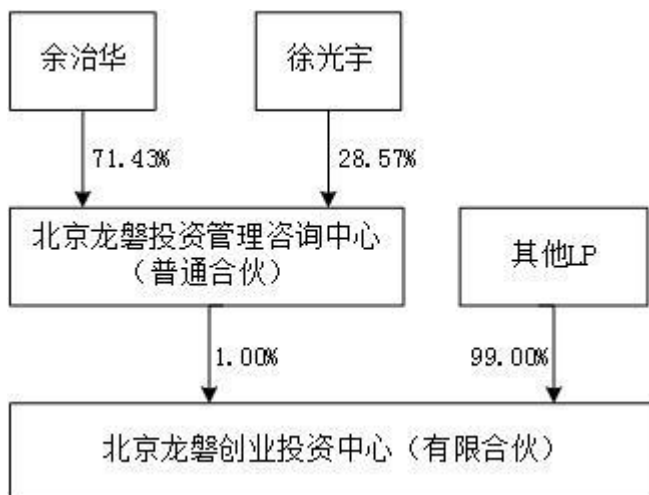 余治华
徐光宇
71.43%
28.57%
北京龙磐投资管理咨询中心
（普通合伙）
其他LP
1.00%
99.00%
北京龙磐创业投资中心（有限合伙）